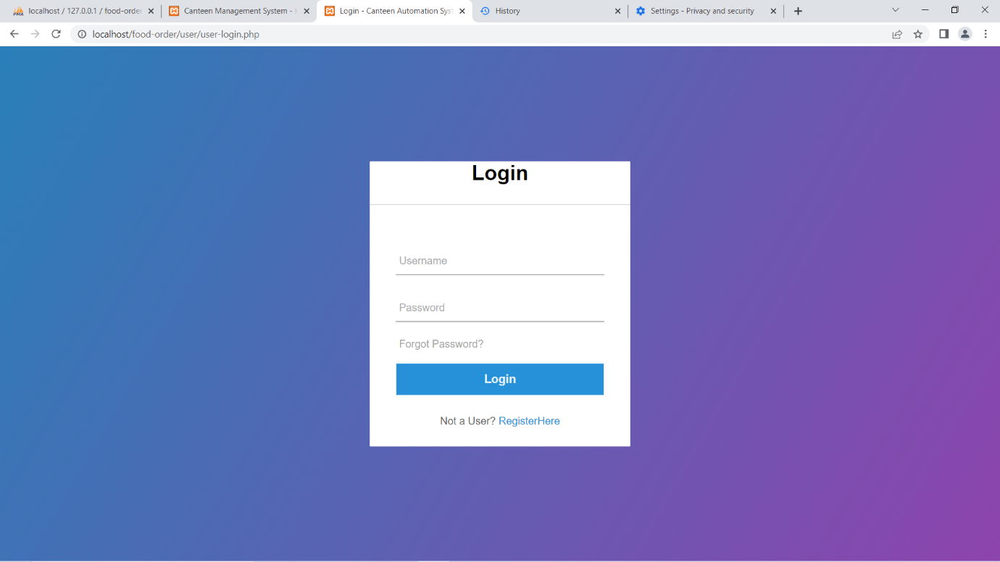 localhost / 127.0.0.1 / food-order
Canteen Management System -
Login - Canteen Automation Syst
History
Settings - Privacy and security
localhost/food-order/user/user-login.php
Login
Username
Password
Forgot Password?
Login
Not a User? RegisterHere